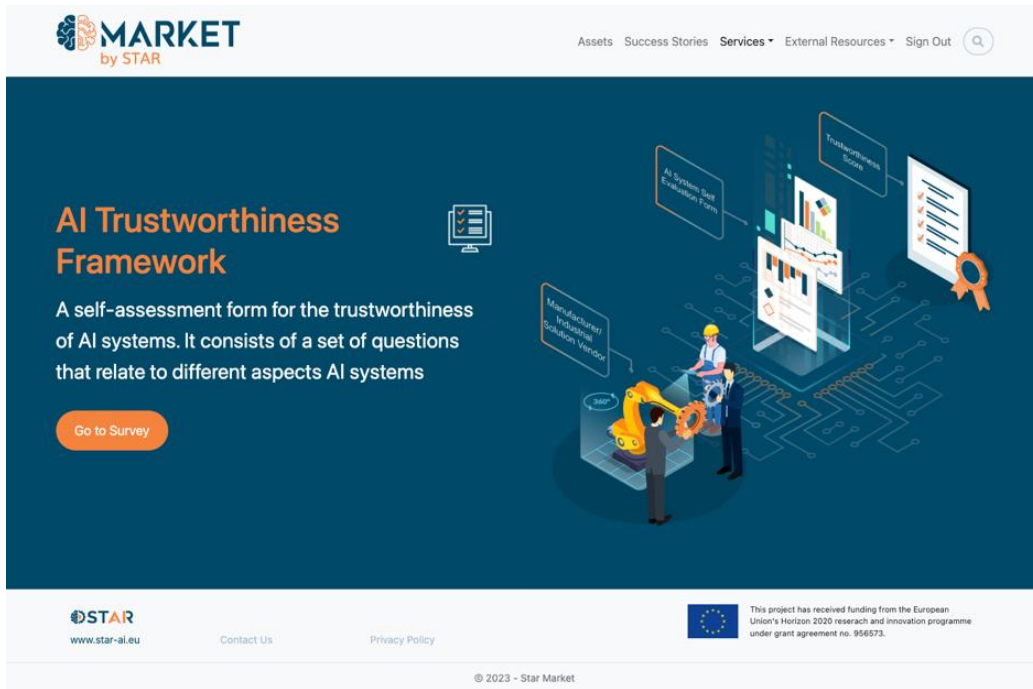 MARKET
by STAR
Assets Success Stories Services External Resources Sign Out
AI Trustworthiness
Framework
A self-assessment form for the trustworthiness
of AI systems. It consists of a set of questions
that relate to different aspects AI systems
Go to Survey
Trustworthiness
Score
AI System Self
Evaluation Form
Manufacturer/
Industrial
Solution Vendor
360°
STAR
www.star-ai.eu
Contact Us
Privacy Policy
This project has received funding from the European
Union's Horizon 2020 reserach and innovation programme
under grant agreement no. 956573.
© 2023 - Star Market